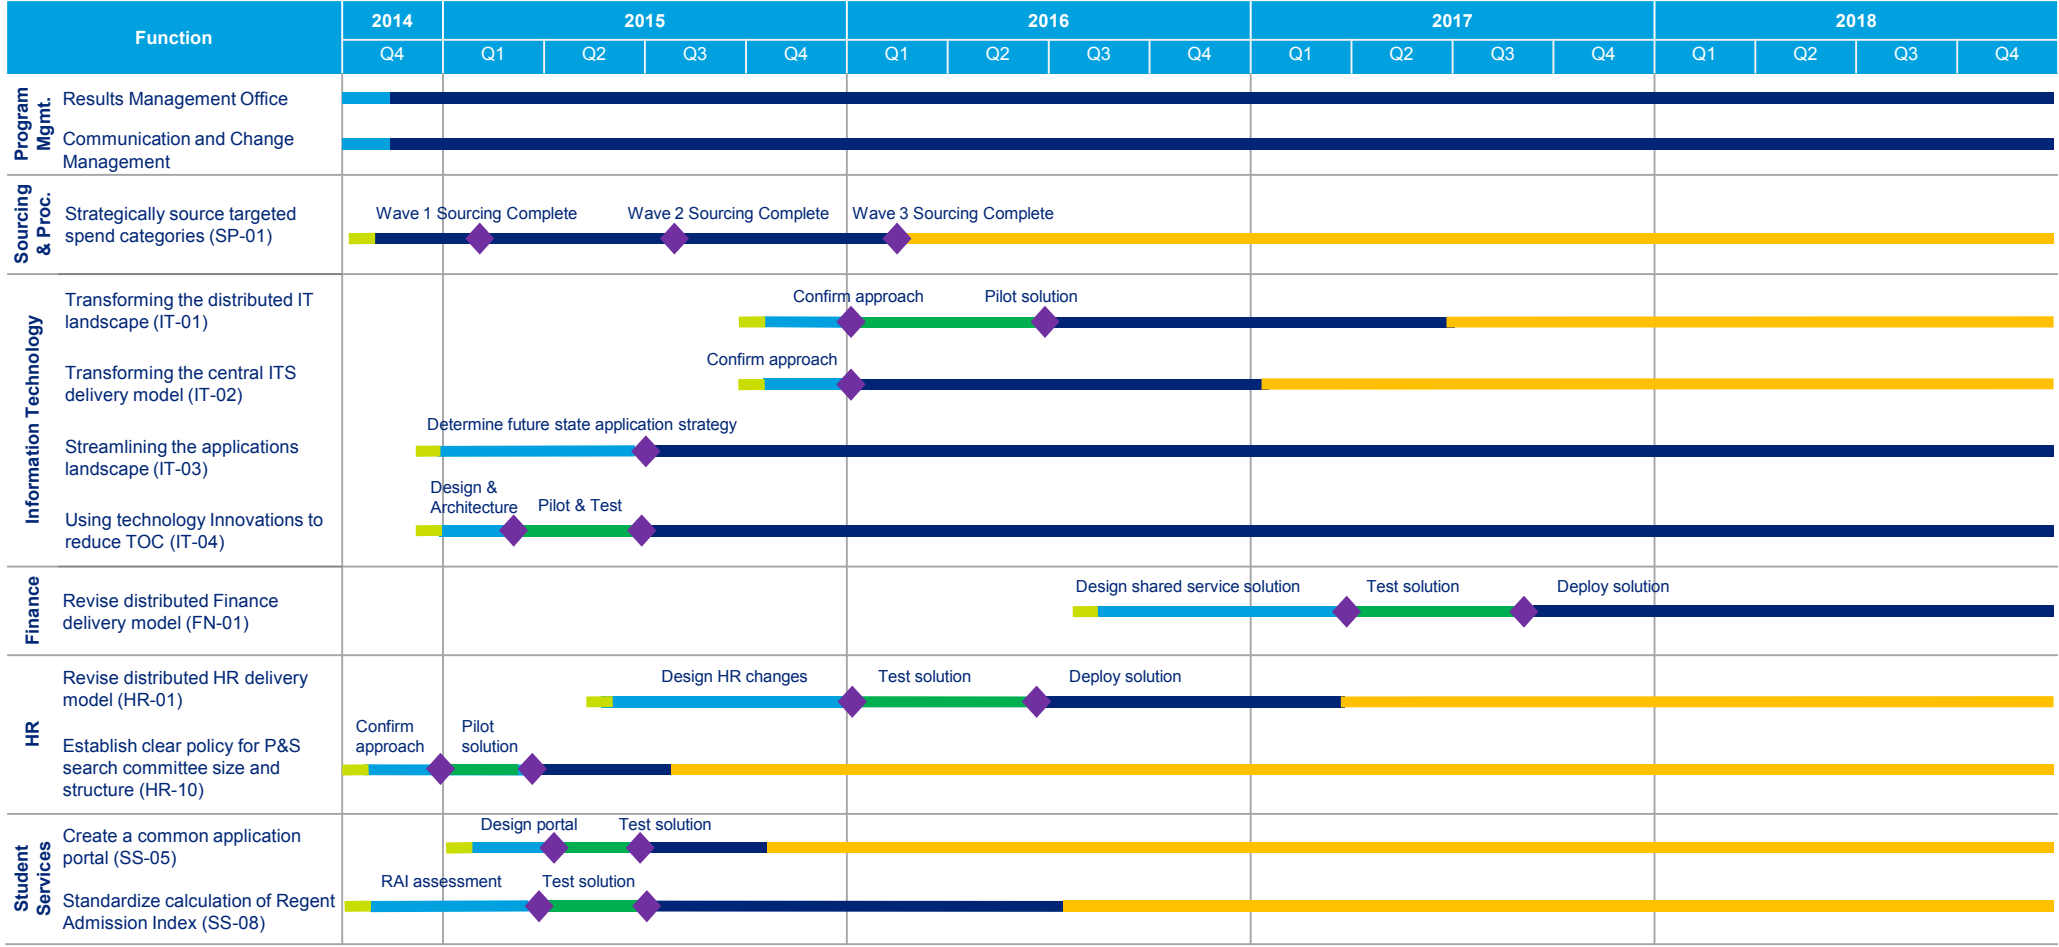 Function
2014
2015
2016
2017
2018
Q4
Q1
Q2
Q3
Q4
Q1
Q2
Q3
Q4
Q1
Q2
Q3
Q4
Q1
Q2
Q3
Q4
Program
Mgmt.
Results Management Office
Communication and Change
Management
Sourcing
& Proc.
Strategically source targeted
spend categories (SP-01)
Wave 1 Sourcing Complete
Wave 2 Sourcing Complete
Wave 3 Sourcing Complete
Information Technology
Transforming the distributed IT
landscape (IT-01)
Confirm approach
Pilot solution
Transforming the central ITS
delivery model (IT-02)
Confirm approach
Streamlining the applications
landscape (IT-03)
Determine future state application strategy
Using technology Innovations to
reduce TOC (IT-04)
Design &
Architecture
Pilot & Test
Finance
Revise distributed Finance
delivery model (FN-01)
Design shared service solution
Test solution
Deploy solution
HR
Revise distributed HR delivery
model (HR-01)
Design HR changes
Test solution
Deploy solution
Establish clear policy for P&S
search committee size and
structure (HR-10)
Confirm
approach
Pilot
solution
Student
Services
Create a common application
portal (SS-05)
Design portal
Test solution
Standardize calculation of Regent
Admission Index (SS-08)
RAI assessment
Test solution